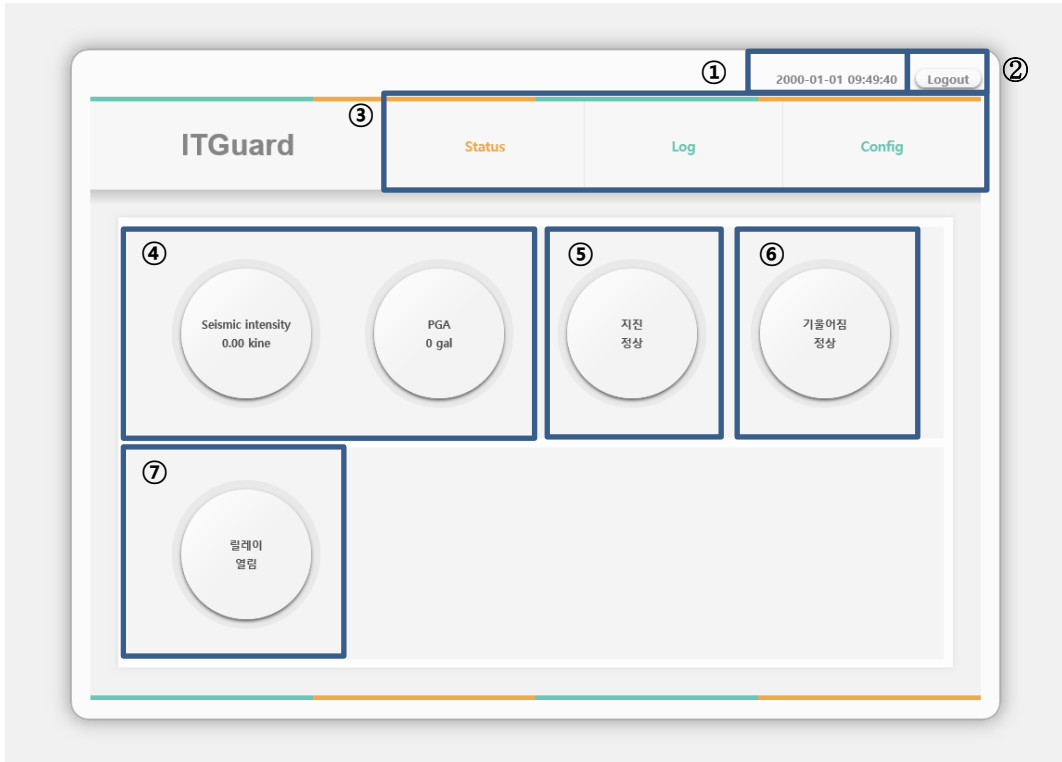 ①
2000-01-01 09:49:40
Logout
②
③
ITGuard
Status
Log
Config
④
Seismic intensity
0.00 kine
PGA
0 gal
⑤
지진
정상
⑥
기울어짐
정상
⑦
릴레이
열림